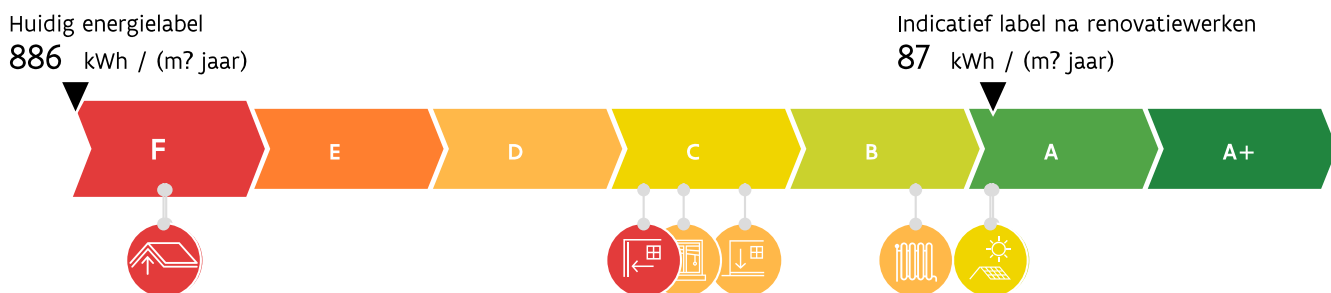 Huidig energielabel
886 kWh / (m? jaar)
Indicatief label na renovatiewerken
87 kWh / (m? jaar)
F E D C B A A+